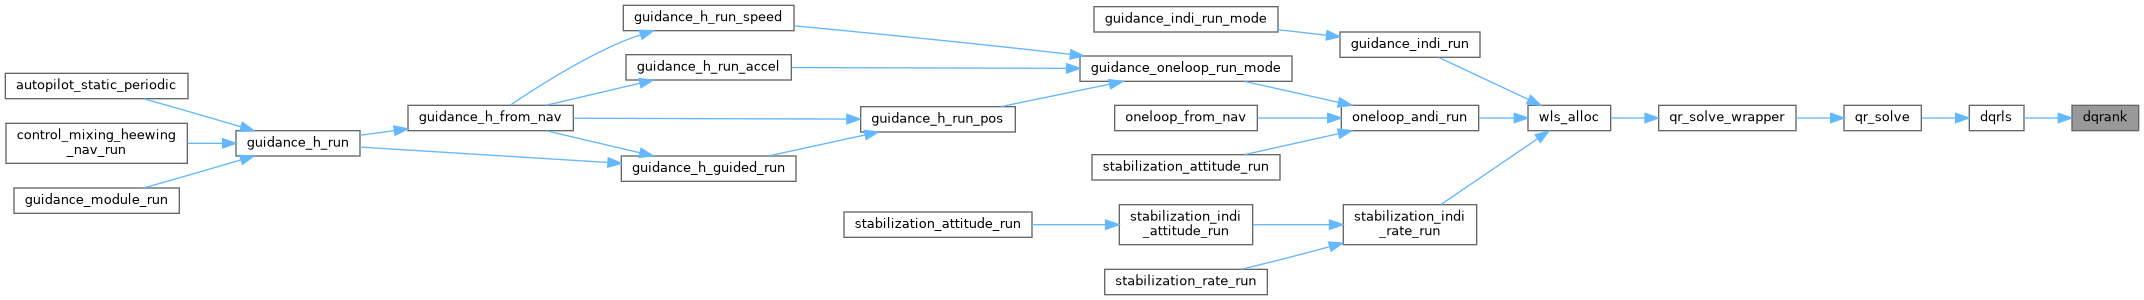 guidance_h_run_speed
guidance_indi_run_mode
guidance_indi_run
guidance_h_run_accel
guidance_oneloop_run_mode
autopilot_static_periodic
guidance_h_from_nav
guidance_h_run_pos
oneloop_from_nav
oneloop_andi_run
wls_alloc
qr_solve_wrapper
qr_solve
dqrls
dqrank
control_mixing_heewing
_nav_run
guidance_h_run
guidance_h_guided_run
stabilization_attitude_run
guidance_module_run
stabilization_attitude_run
stabilization_indi
_attitude_run
stabilization_indi
_rate_run
stabilization_rate_run